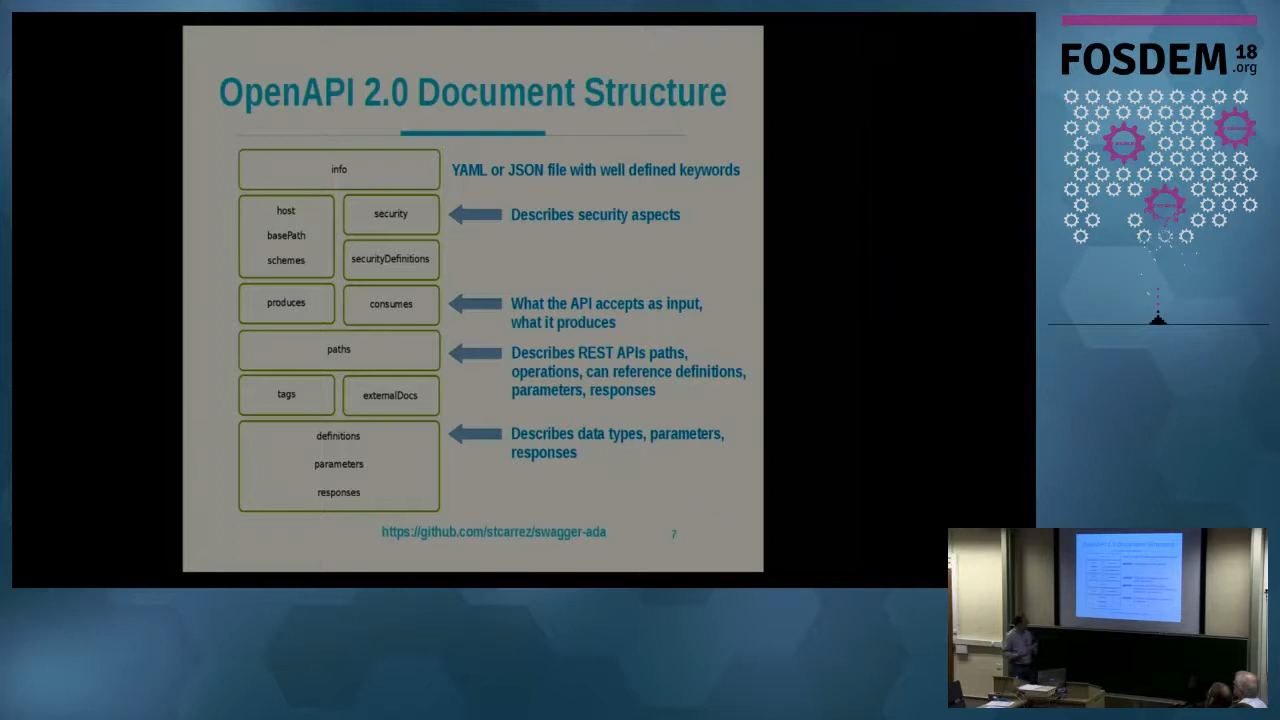 OpenAPI 2.0 Document Structure
info
YAML or JSON file with well defined keywords
host
basePath
schemes
security
Describes security aspects
securityDefinitions
produces
consumes
What the API accepts as input,
what it produces
paths
Describes REST APIs paths,
operations, can reference definitions,
parameters, responses
tags
externalDocs
definitions
parameters
responses
Describes data types, parameters,
responses
https://github.com/stcarrez/swagger-ada
7
FOSDEM 18
.org